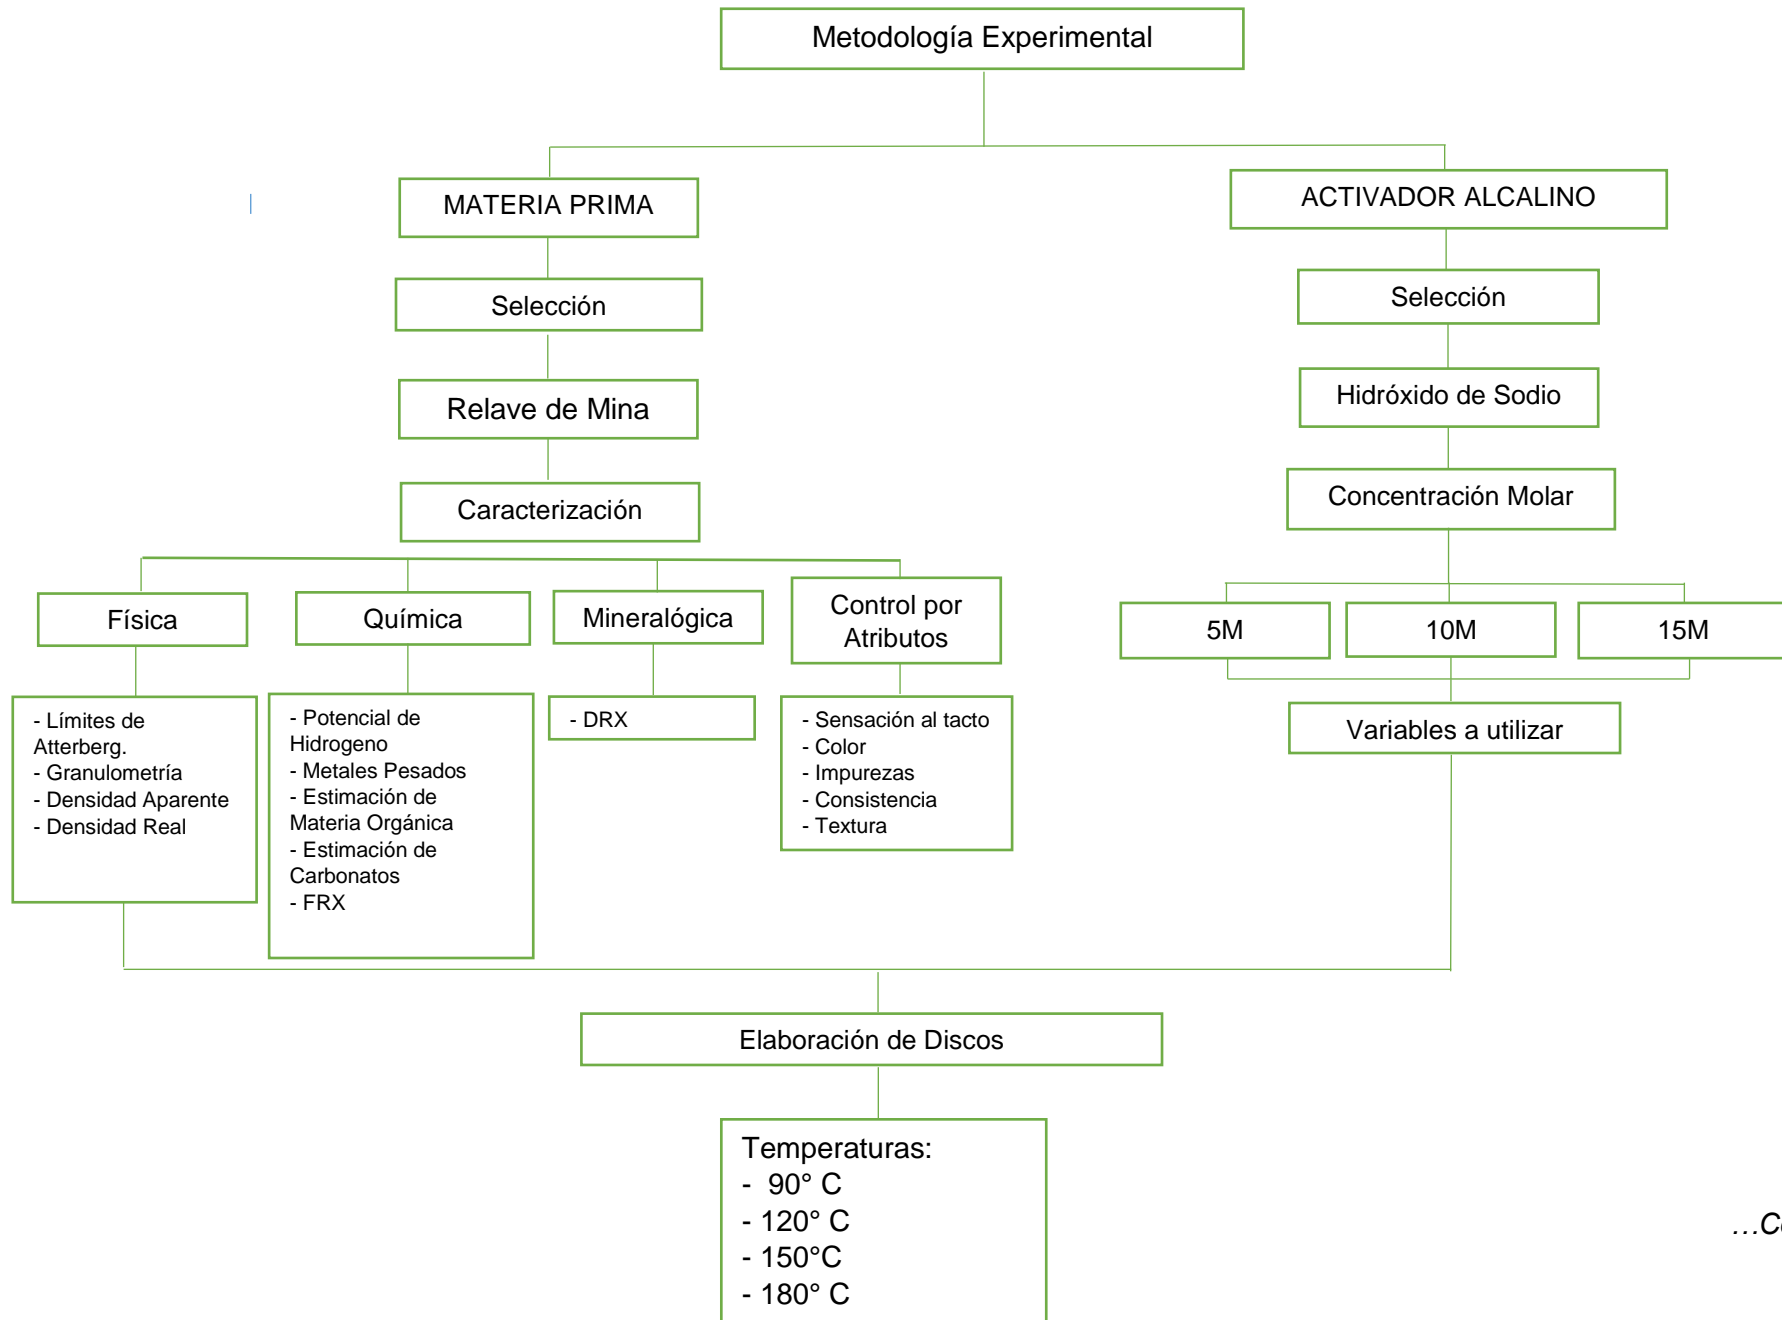 Metodología Experimental
MATERIA PRIMA
ACTIVADOR ALCALINO
Selección
Selección
Relave de Mina
Hidróxido de Sodio
Caracterización
Concentración Molar
Física
Química
Mineralógica
Control por
Atributos
5M
10M
15M
- Límites de
Atterberg.
- Granulometría
- Densidad Aparente
- Densidad Real
- Potencial de
Hidrogeno
- Metales Pesados
- Estimación de
Materia Orgánica
- Estimación de
Carbonatos
- FRX
- DRX
- Sensación al tacto
- Color
- Impurezas
- Consistencia
- Textura
Variables a utilizar
Elaboración de Discos
Temperaturas:
- 90° C
- 120° C
- 150°C
- 180° C